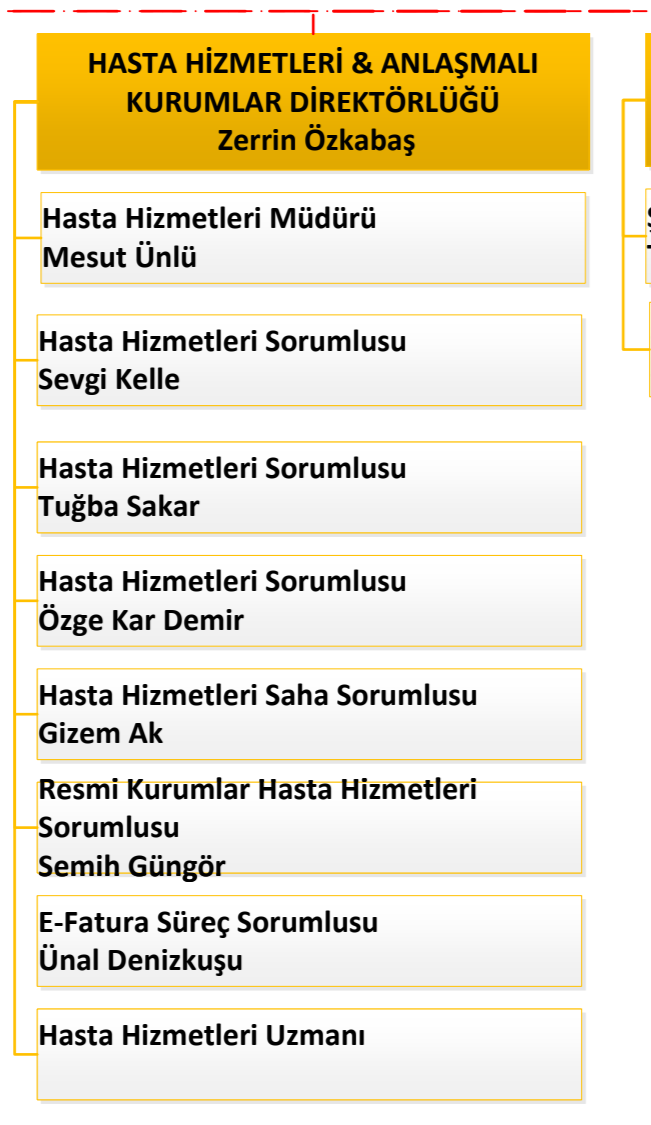 HASTA HİZMETLERİ & ANLAŞMALI
KURUMLAR DİREKTÖRLÜĞÜ
Zerrin Özkabaş
Hasta Hizmetleri Müdürü
Mesut Ünlü
Hasta Hizmetleri Sorumlusu
Sevgi Kelle
Hasta Hizmetleri Sorumlusu
Tuğba Sakar
Hasta Hizmetleri Sorumlusu
Özge Kar Demir
Hasta Hizmetleri Saha Sorumlusu
Gizem Ak
Resmi Kurumlar Hasta Hizmetleri
Sorumlusu
Semih Güngör
E-Fatura Süreç Sorumlusu
Ünal Denizkuşu
Hasta Hizmetleri Uzmanı